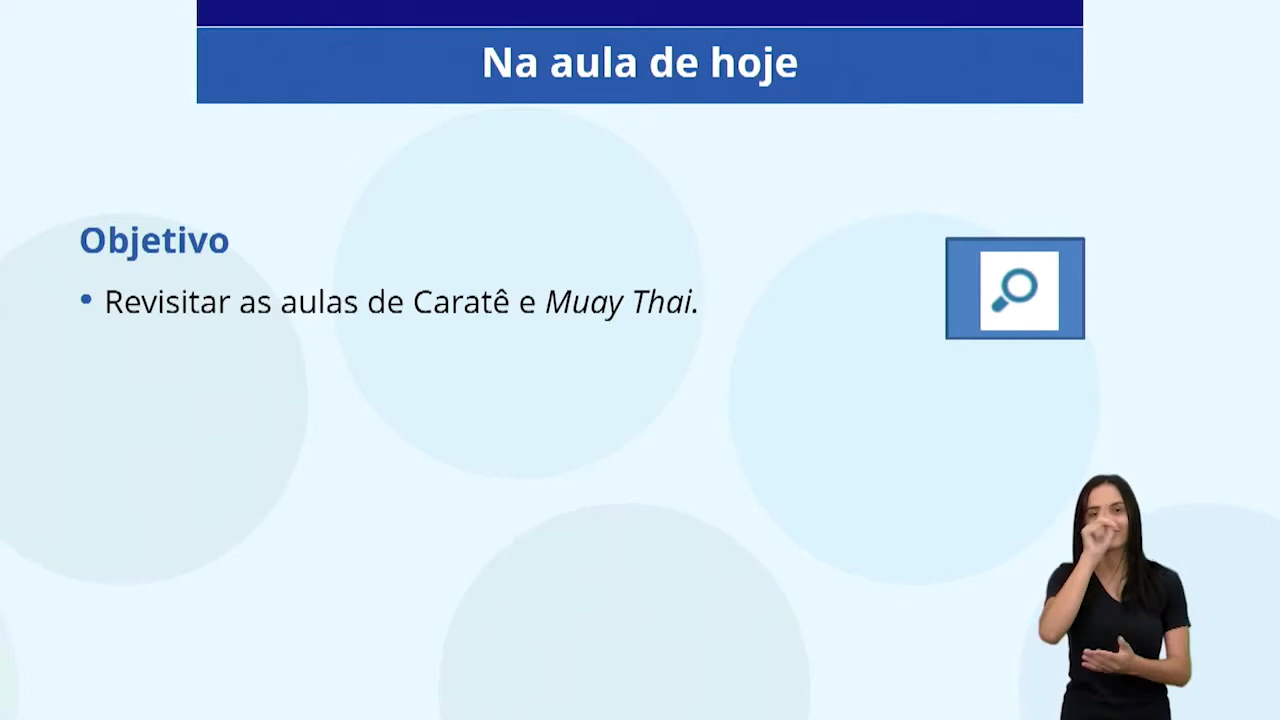 Na aula de hoje
Objetivo
• Revisitar as aulas de Caratê e Muay Thai.